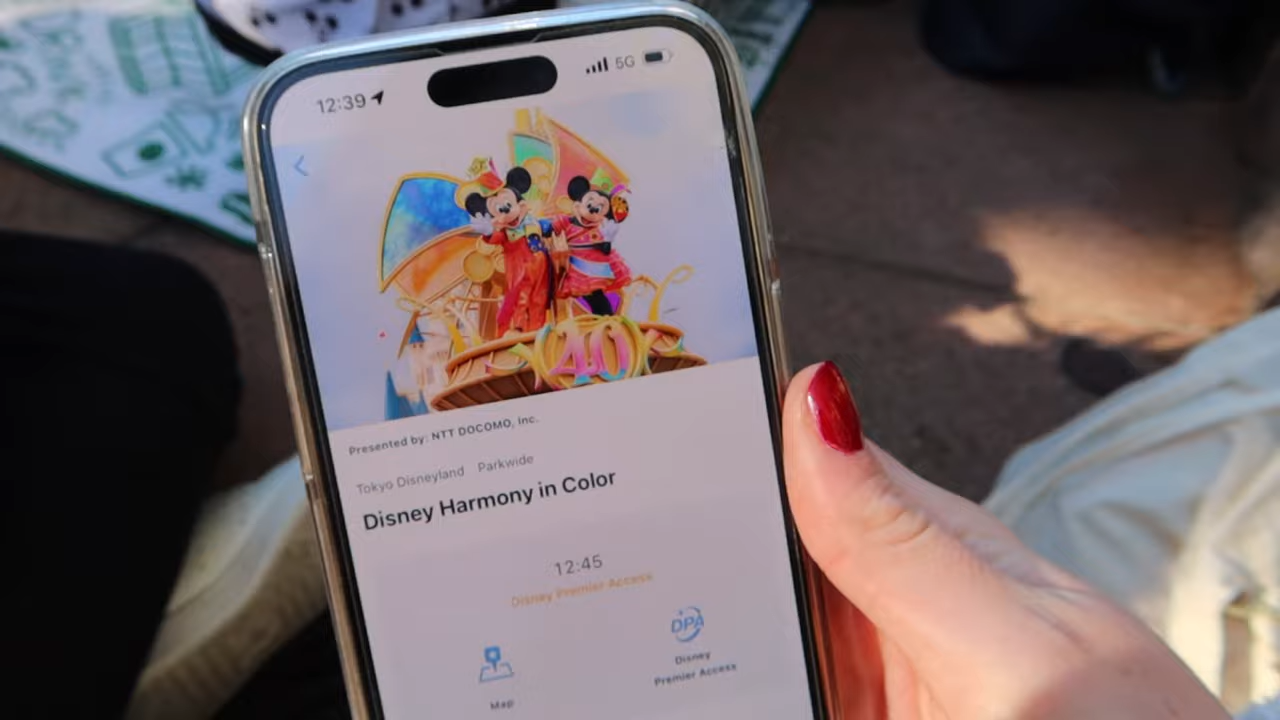 12:39
5G
40
Presented by: NTT DOCOMO, Inc.
Tokyo Disneyland Parkwide
Disney Harmony in Color
12:45
Disney Premier Access
DPA
Disney
Premier Access
Map